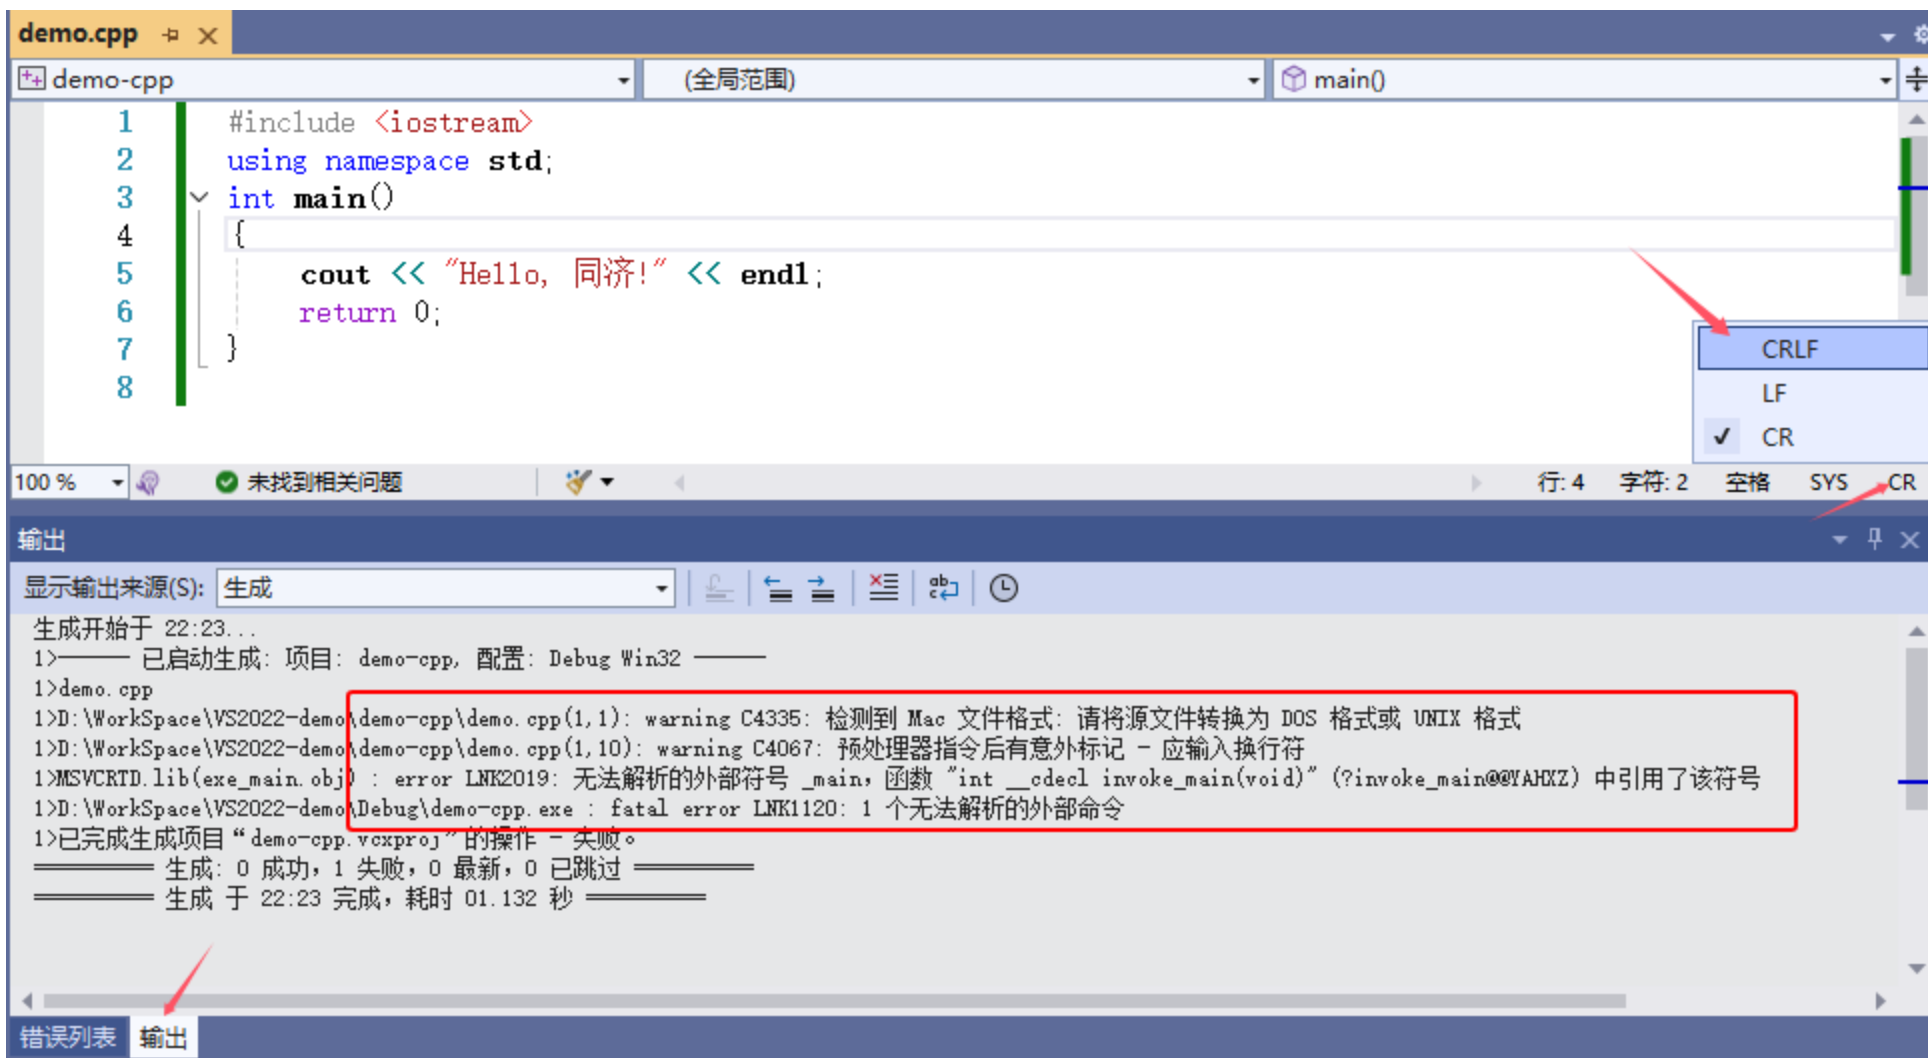 demo.cpp
demo-cpp (全局范围) main()
1 #include <iostream>
2 using namespace std;
3 int main()
4 {
5 cout << "Hello, 同济!" << endl;
6 return 0;
7 }
8
CRLF
LF
CR
100 % 未找到相关问题 行: 4 字符: 2 空格 SYS CR
输出
显示输出来源(S): 生成
生成开始于 22:23...
1>------ 已启动生成: 项目: demo-cpp, 配置: Debug Win32 ------
1>demo.cpp
1>D:\WorkSpace\VS2022-demo\demo-cpp\demo.cpp(1,1): warning C4335: 检测到 Mac 文件格式: 请将源文件转换为 DOS 格式或 UNIX 格式
1>D:\WorkSpace\VS2022-demo\demo-cpp\demo.cpp(1,10): warning C4067: 预处理器指令后有意外标记 - 应输入换行符
1>MSVCRTD.lib(exe_main.obj) : error LNK2019: 无法解析的外部符号 _main，函数 "int __cdecl invoke_main(void)" (?invoke_main@@YAHXZ) 中引用了该符号
1>D:\WorkSpace\VS2022-demo\Debug\demo-cpp.exe : fatal error LNK1120: 1 个无法解析的外部命令
1>已完成生成项目“demo-cpp.vcxproj”的操作 - 失败。
========== 生成: 0 成功，1 失败，0 最新，0 已跳过 ==========
========== 生成 于 22:23 完成，耗时 01.132 秒 ==========
错误列表 输出